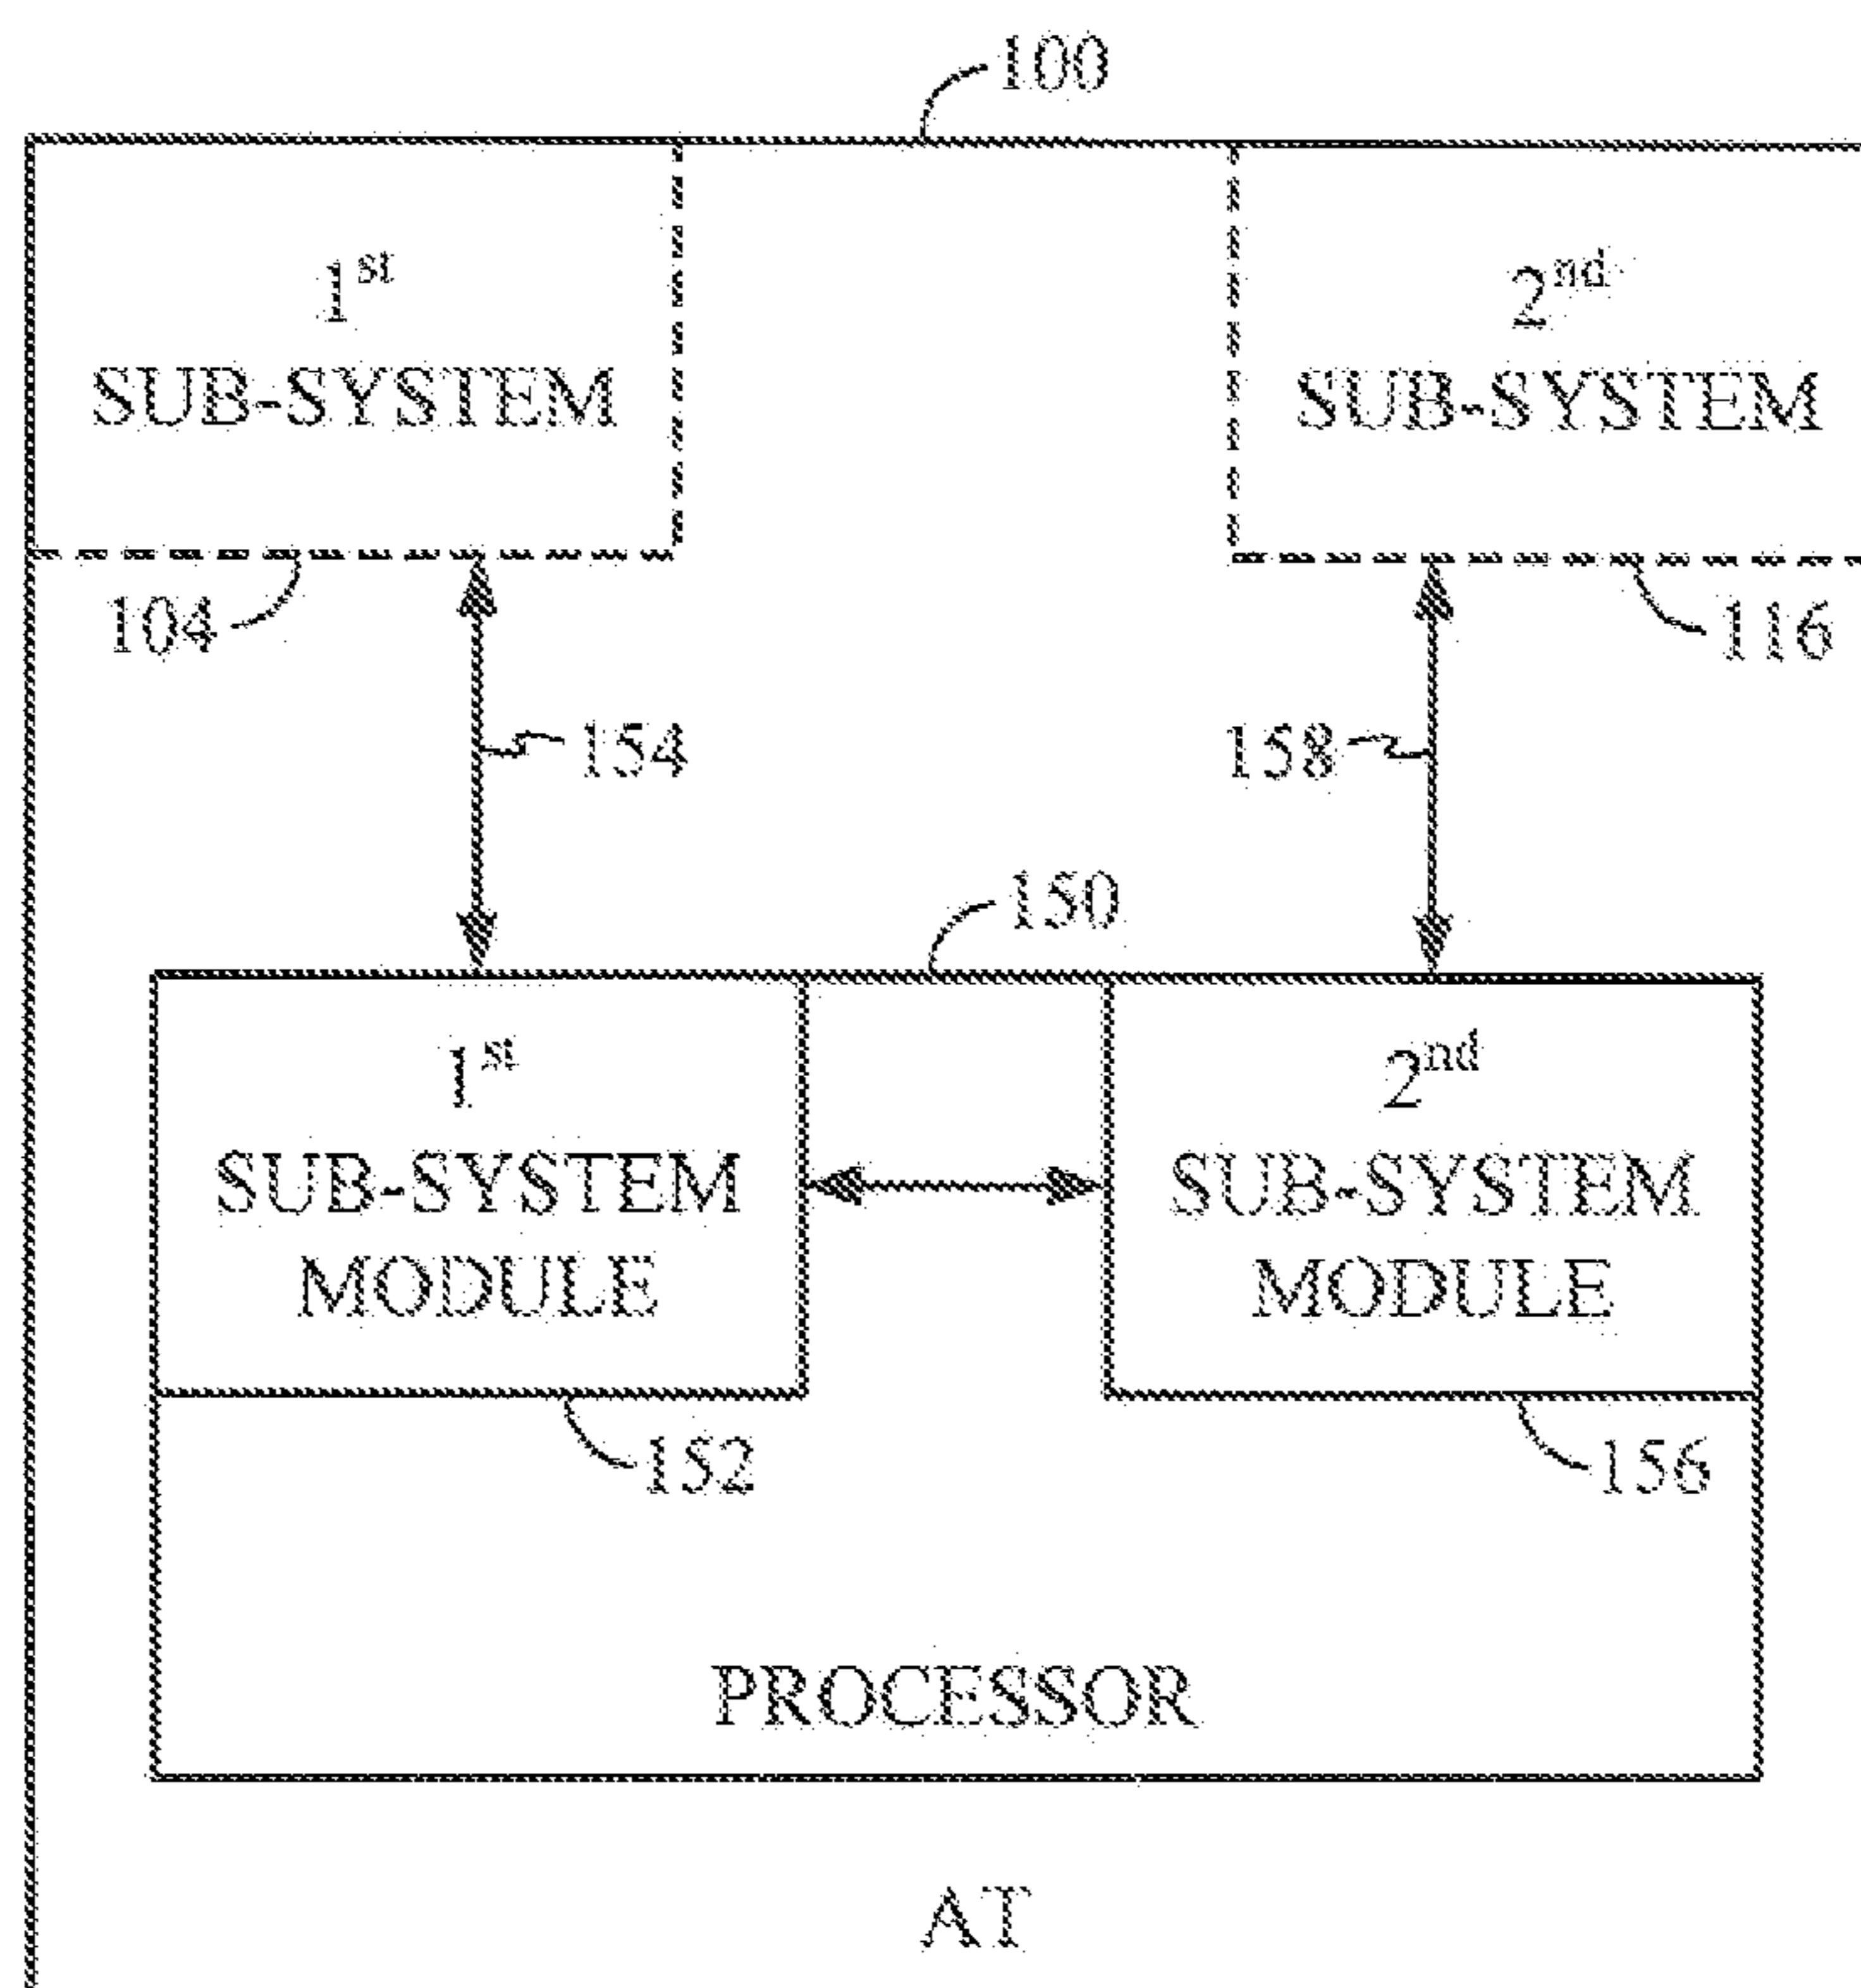 100
1st
SUB-SYSTEM
2nd
SUB-SYSTEM
104
116
154
158
150
1st
SUB-SYSTEM
MODULE
2nd
SUB-SYSTEM
MODULE
152
156
PROCESSOR
AT